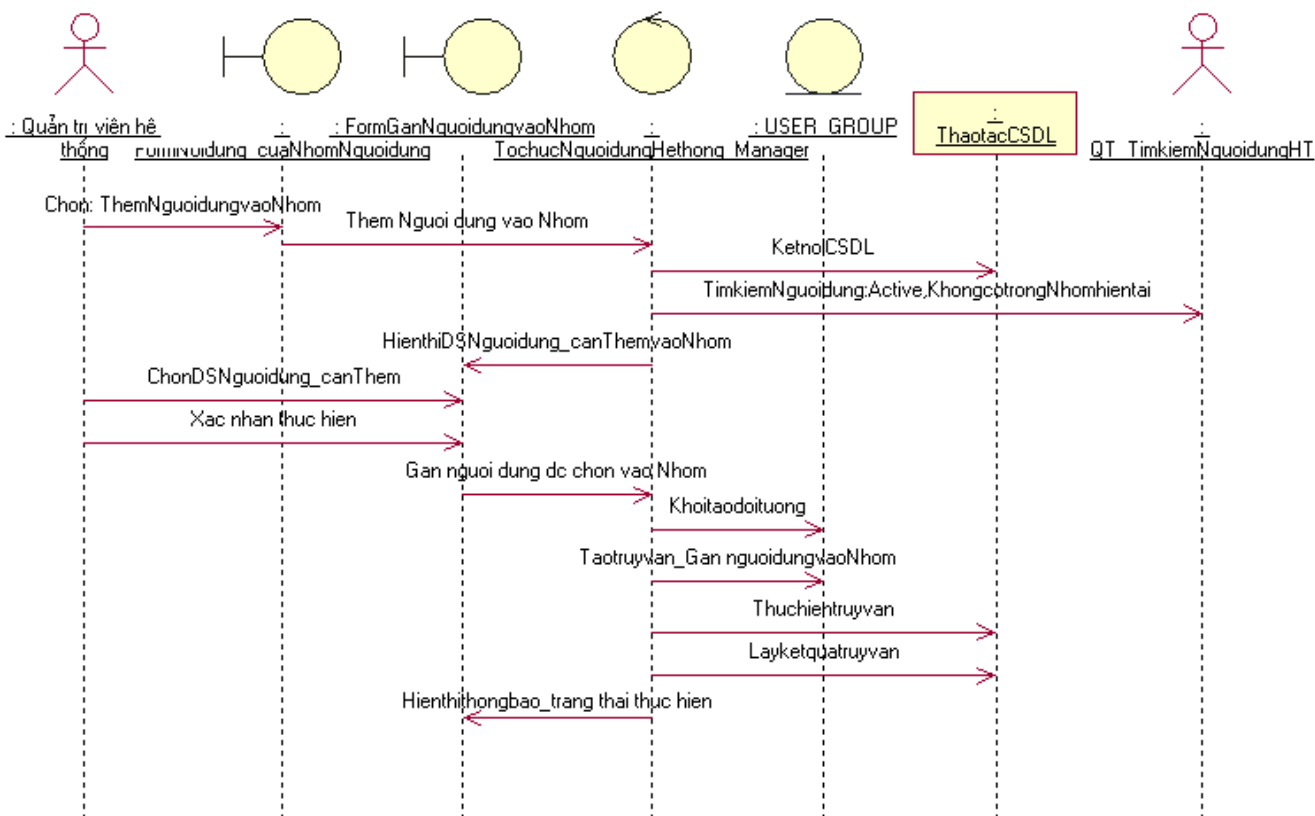 : Quản trị viên hệ
thống
:
FormNoidung_cuaNhomNguoidung
: FormGanNguoidungvaoNhom
:
TochucNguoidungHethong_Manager
: USER_GROUP
:
ThaotacCSDL
:
QT_TimkiemNguoidungHT
Chon: ThemNguoidungvaoNhom
Them Nguoi dung vao Nhom
KetnoiCSDL
TimkiemNguoidung:Active,KhongcotrongNhomhientai
HienthiDSNguoidung_canThemvaoNhom
ChonDSNguoidung_canThem
Xac nhan thuc hien
Gan nguoi dung dc chon vao Nhom
Khoitaodoituong
Taotruyvan_Gan nguoidungvaoNhom
Thuchientruyvan
Layketquatruyvan
Hienthithongbao_trang thai thuc hien